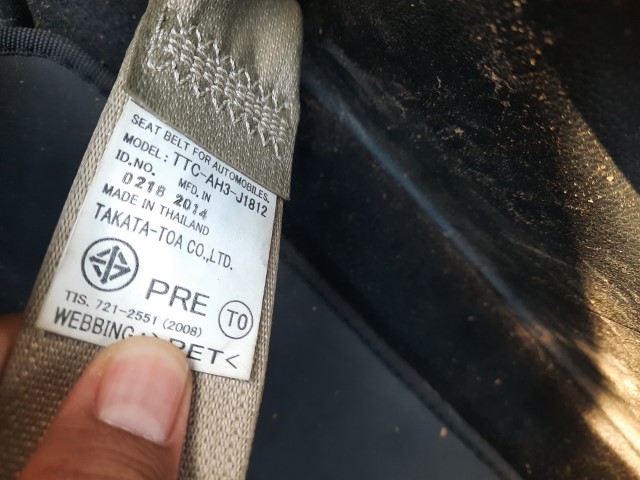 SEAT BELT FOR AUTOMOBILES.
MODEL: TTC-AH3-J1812
ID.NO. MFD.IN
0218 2014
MADE IN THAILAND
TAKATA-TOA CO.,LTD.
PRE TO
TIS. 721-2551 (2008)
WEBBING >PET<